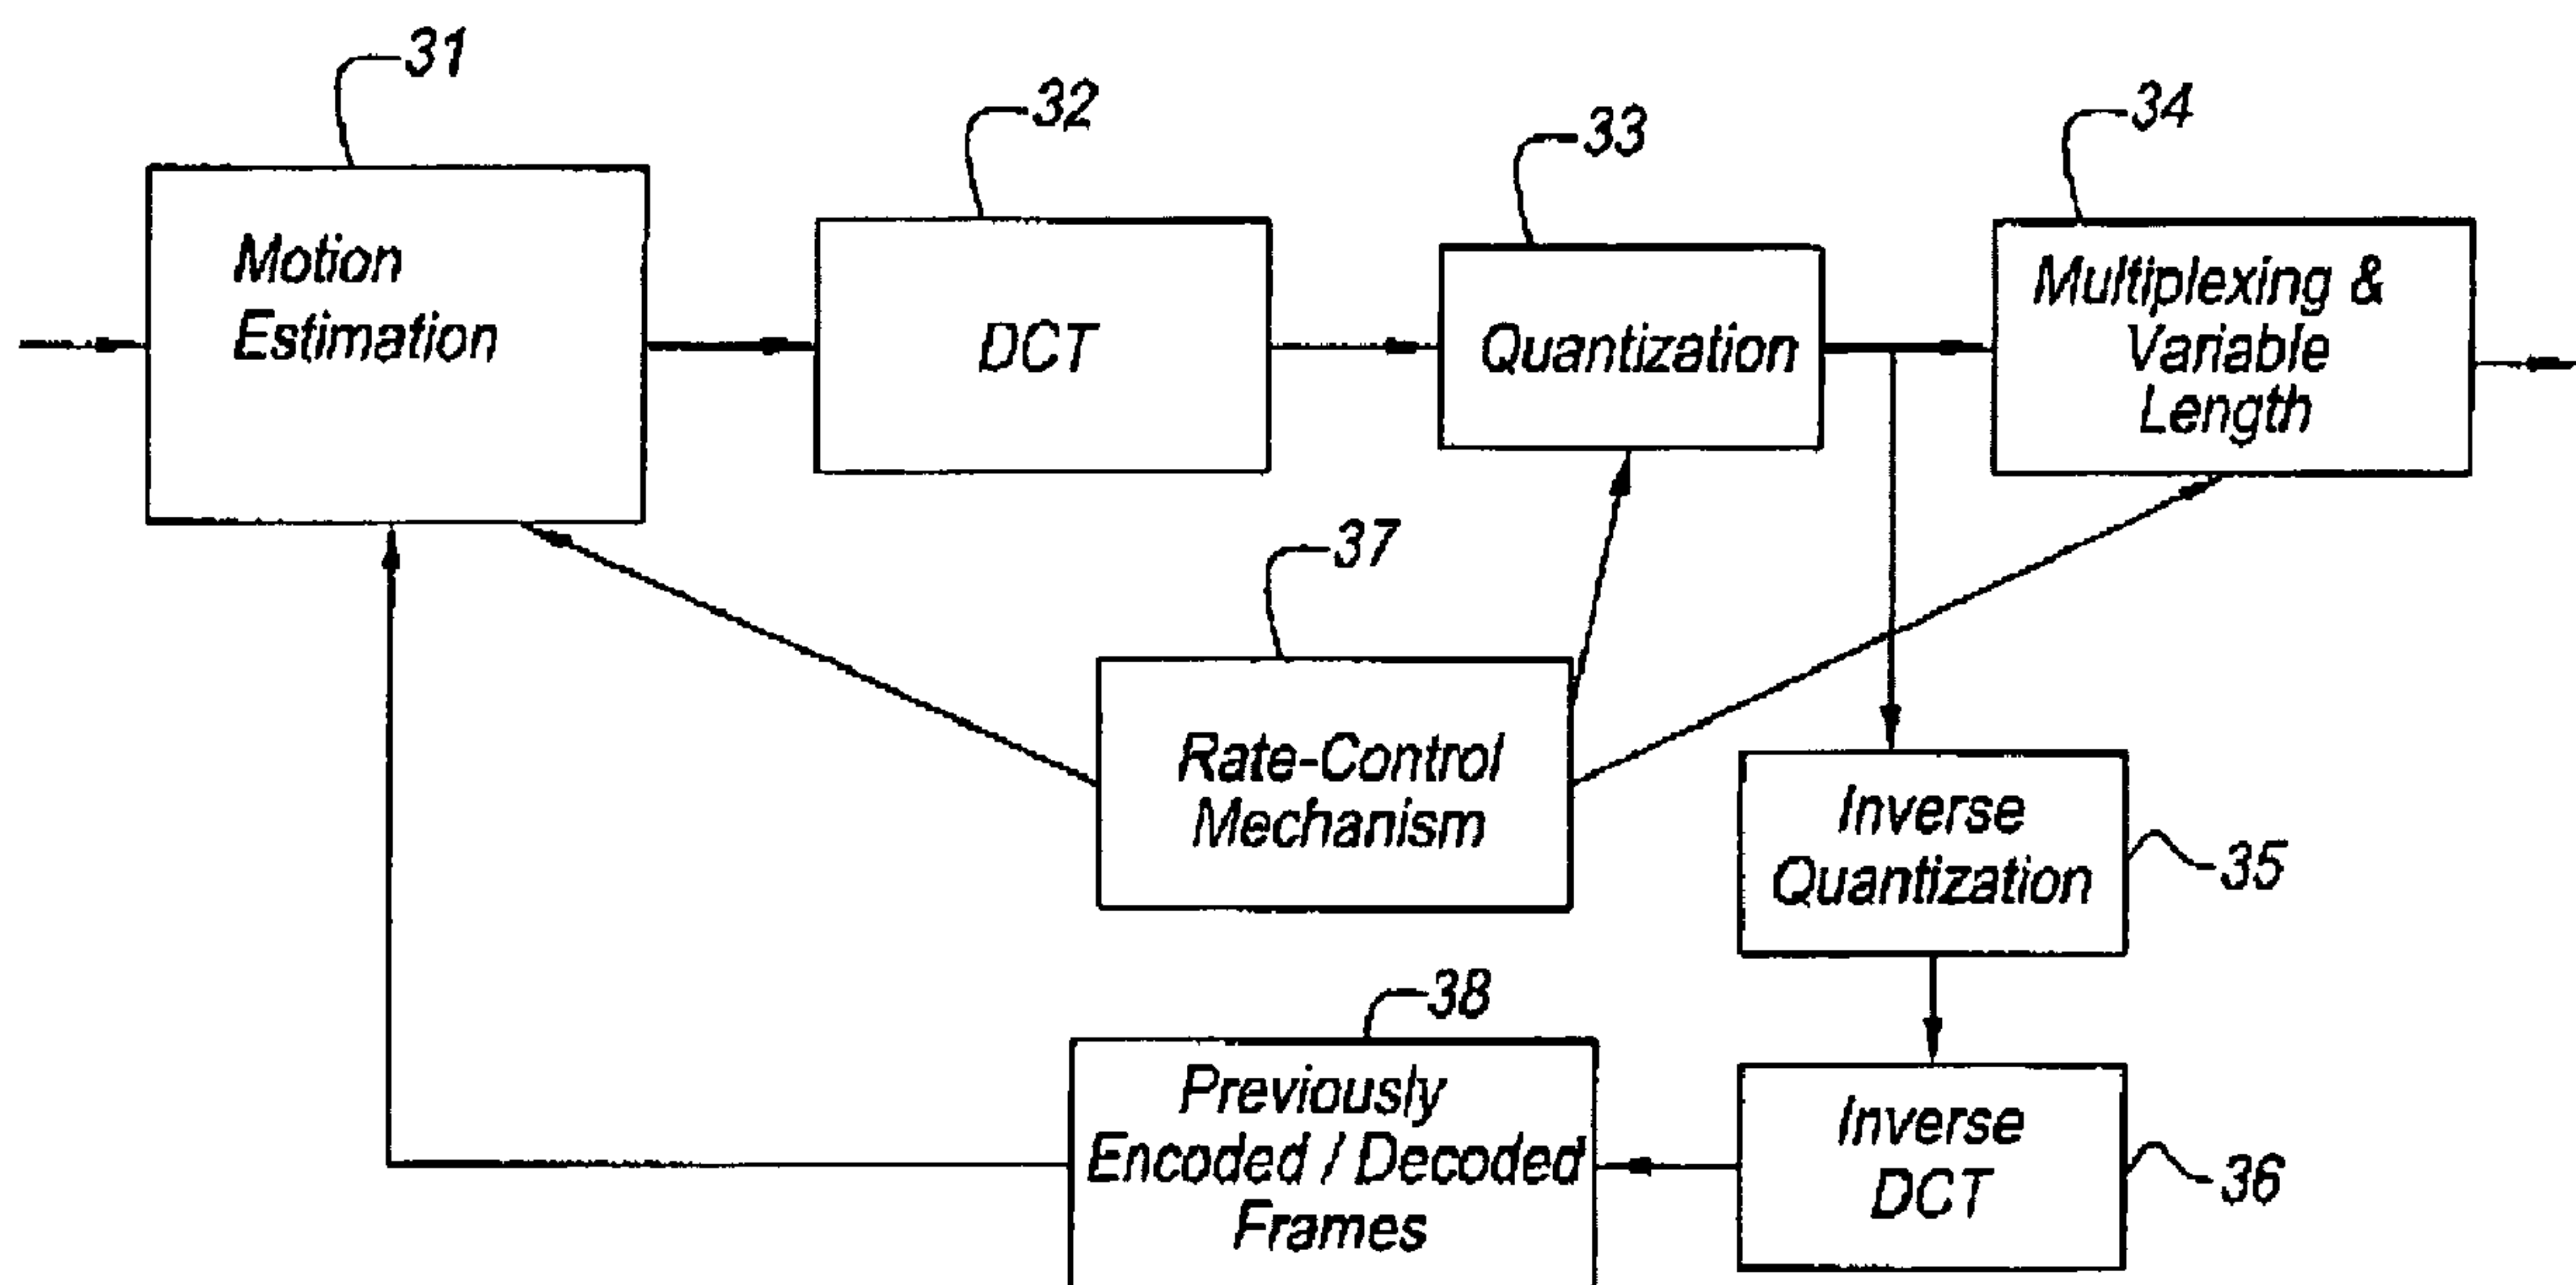 31
32
33
34
Motion
Estimation
DCT
Quantization
Multiplexing &
Variable
Length
37
Rate-Control
Mechanism
Inverse
Quantization
35
38
Previously
Encoded / Decoded
Frames
Inverse
DCT
36